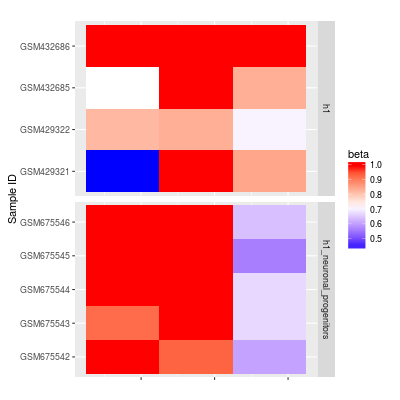 Sample ID
GSM432686
GSM432685
GSM429322
GSM429321
h1
GSM675546
GSM675545
GSM675544
GSM675543
GSM675542
h1_neuronal_progenitors
beta
1.0
0.9
0.8
0.7
0.6
0.5